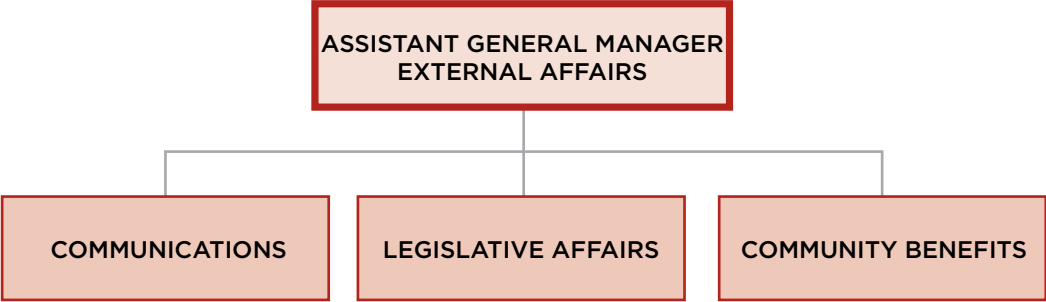 ASSISTANT GENERAL MANAGER
EXTERNAL AFFAIRS
COMMUNICATIONS
LEGISLATIVE AFFAIRS
COMMUNITY BENEFITS